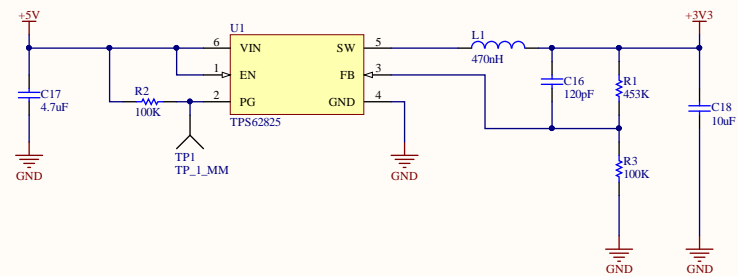 +5V
+3V3
U1
6
VIN
SW
5
L1
470nH
1
EN
FB
3
C16
120pF
R1
453K
C17
4.7uF
R2
100K
2
PG
GND
4
C18
10uF
TPS62825
TP1
TP_1_MM
R3
100K
GND
GND
GND
GND